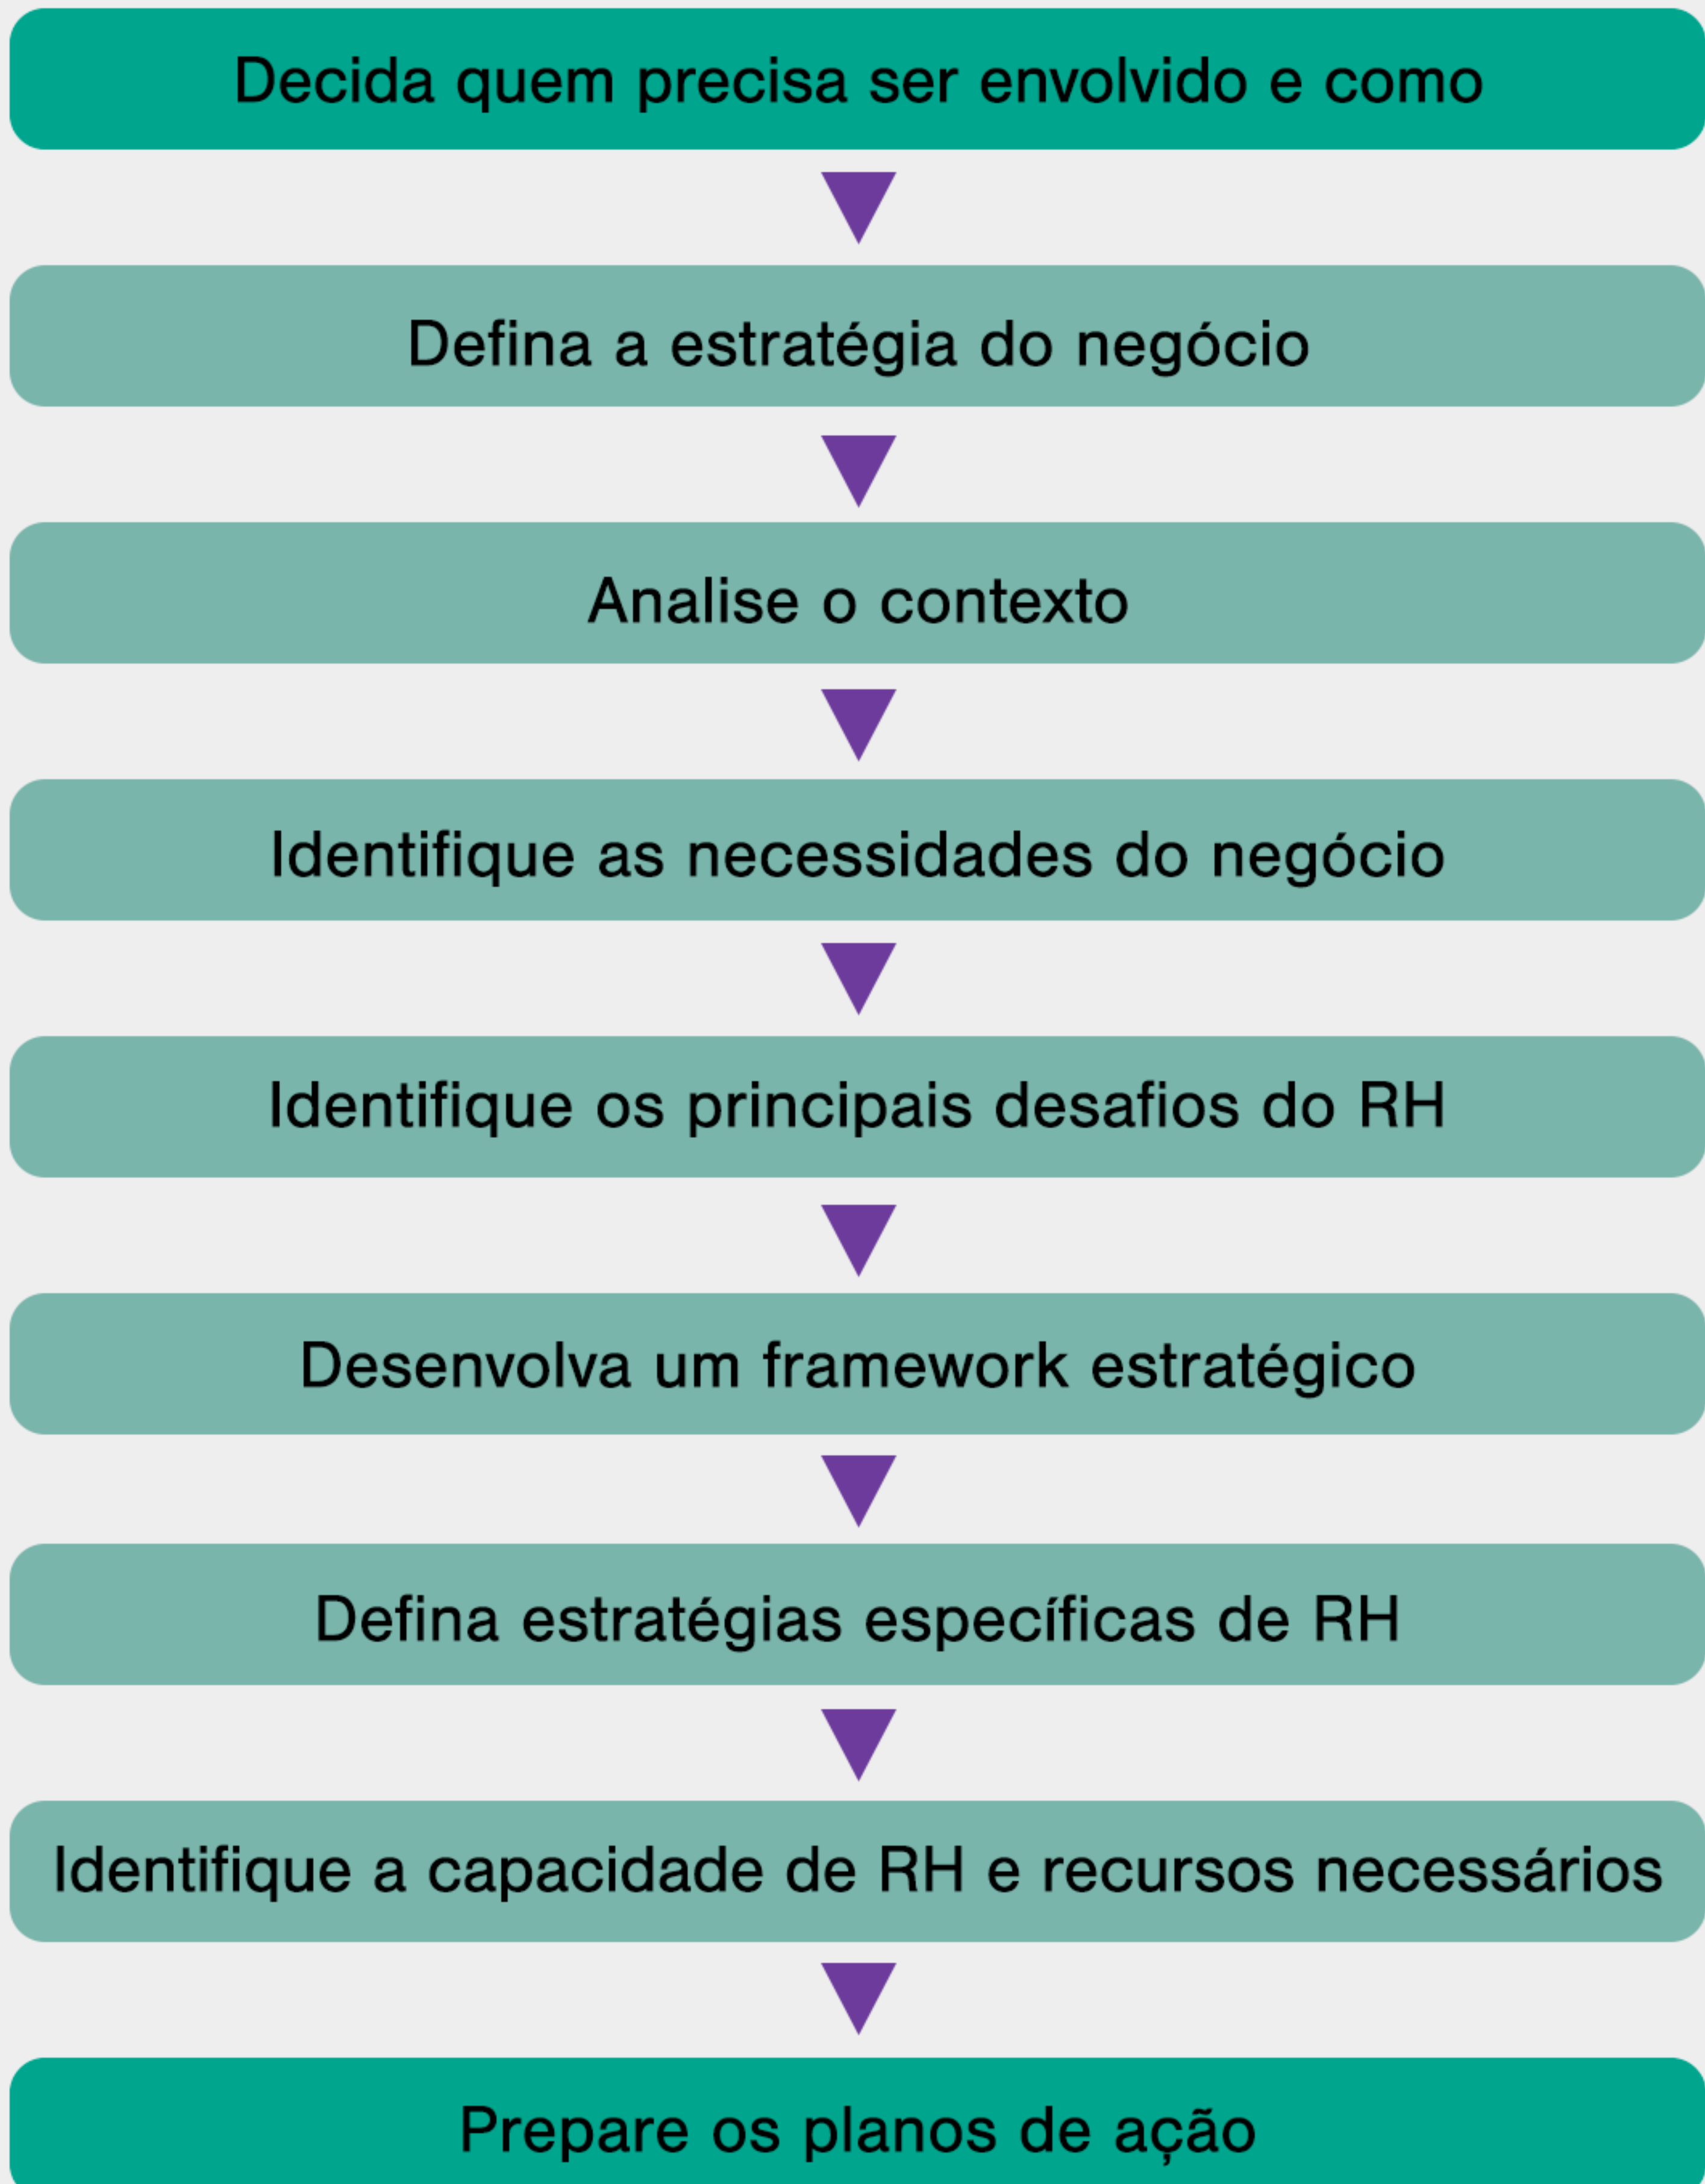 Decida quem precisa ser envolvido e como
Defina a estratégia do negócio
Analise o contexto
Identifique as necessidades do negócio
Identifique os principais desafios do RH
Desenvolva um framework estratégico
Defina estratégias específicas de RH
Identifique a capacidade de RH e recursos necessários
Prepare os planos de ação